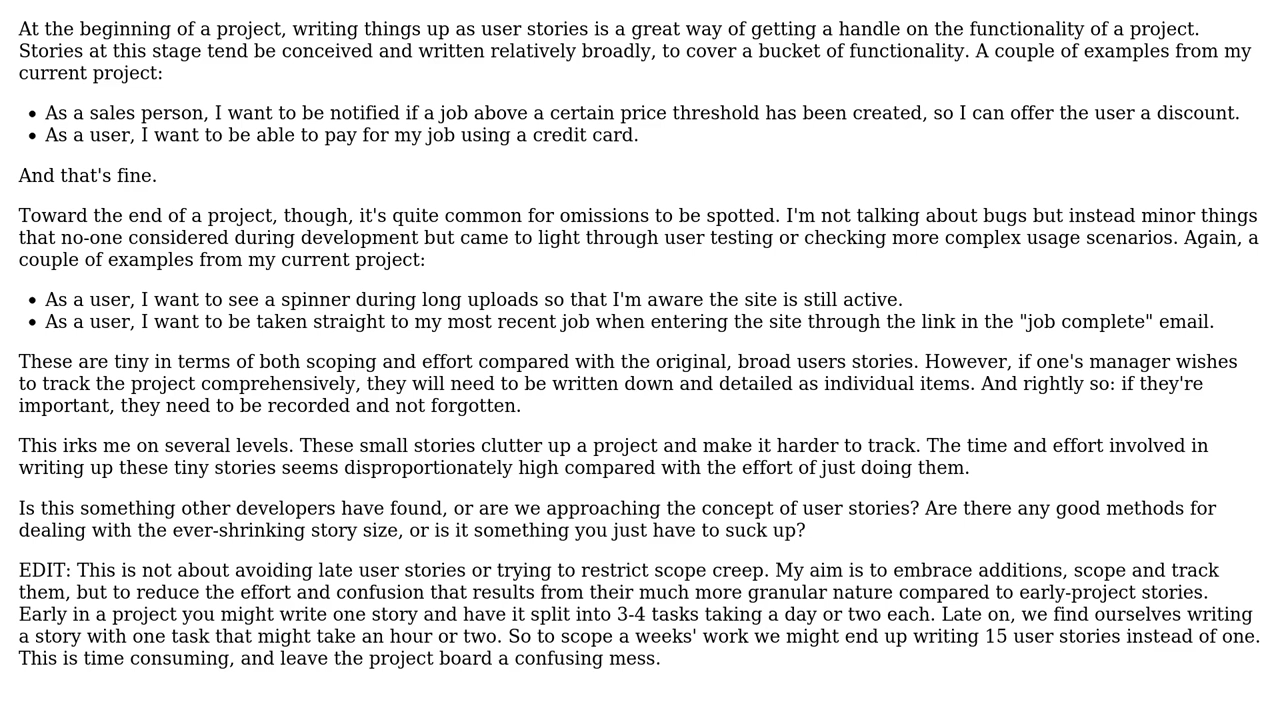 At the beginning of a project, writing things up as user stories is a great way of getting a handle on the functionality of a project.
Stories at this stage tend be conceived and written relatively broadly, to cover a bucket of functionality. A couple of examples from my
current project:
• As a sales person, I want to be notified if a job above a certain price threshold has been created, so I can offer the user a discount.
• As a user, I want to be able to pay for my job using a credit card.
And that's fine.
Toward the end of a project, though, it's quite common for omissions to be spotted. I'm not talking about bugs but instead minor things
that no-one considered during development but came to light through user testing or checking more complex usage scenarios. Again, a
couple of examples from my current project:
• As a user, I want to see a spinner during long uploads so that I'm aware the site is still active.
• As a user, I want to be taken straight to my most recent job when entering the site through the link in the "job complete" email.
These are tiny in terms of both scoping and effort compared with the original, broad users stories. However, if one's manager wishes
to track the project comprehensively, they will need to be written down and detailed as individual items. And rightly so: if they're
important, they need to be recorded and not forgotten.
This irks me on several levels. These small stories clutter up a project and make it harder to track. The time and effort involved in
writing up these tiny stories seems disproportionately high compared with the effort of just doing them.
Is this something other developers have found, or are we approaching the concept of user stories? Are there any good methods for
dealing with the ever-shrinking story size, or is it something you just have to suck up?
EDIT: This is not about avoiding late user stories or trying to restrict scope creep. My aim is to embrace additions, scope and track
them, but to reduce the effort and confusion that results from their much more granular nature compared to early-project stories.
Early in a project you might write one story and have it split into 3-4 tasks taking a day or two each. Late on, we find ourselves writing
a story with one task that might take an hour or two. So to scope a weeks' work we might end up writing 15 user stories instead of one.
This is time consuming, and leave the project board a confusing mess.